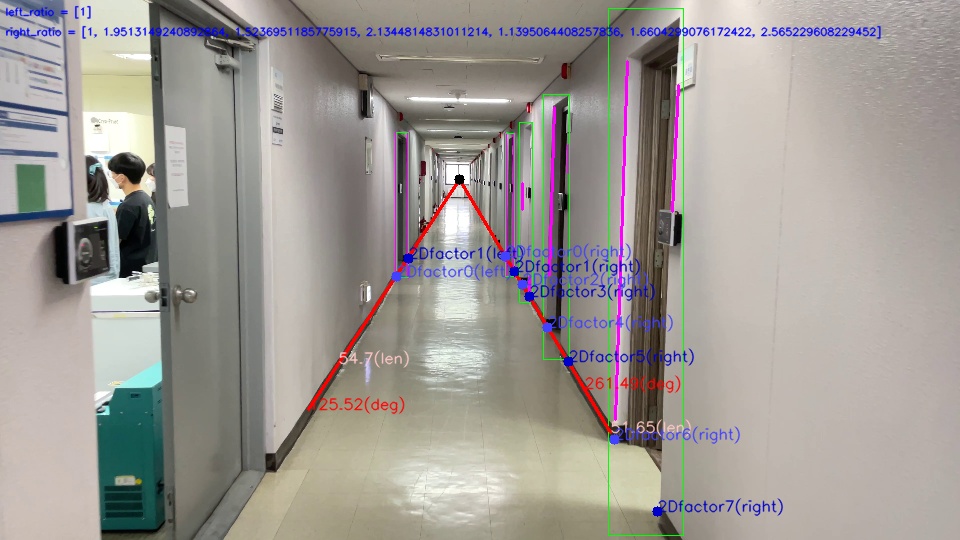 left_ratio = [1]
right_ratio = [1, 1.9513149240892864, 1.5236951185775915, 2.1344814831011214, 1.1395064408257836, 1.6604299076172422, 2.565229608229452]
2Dfactor1(left)
2Dfactor0(right)
2Dfactor0(left)
2Dfactor1(right)
2Dfactor2(right)
2Dfactor3(right)
2Dfactor4(right)
54.7(len)
2Dfactor5(right)
261.49(deg)
25.52(deg)
51.65(len)
2Dfactor6(right)
2Dfactor7(right)